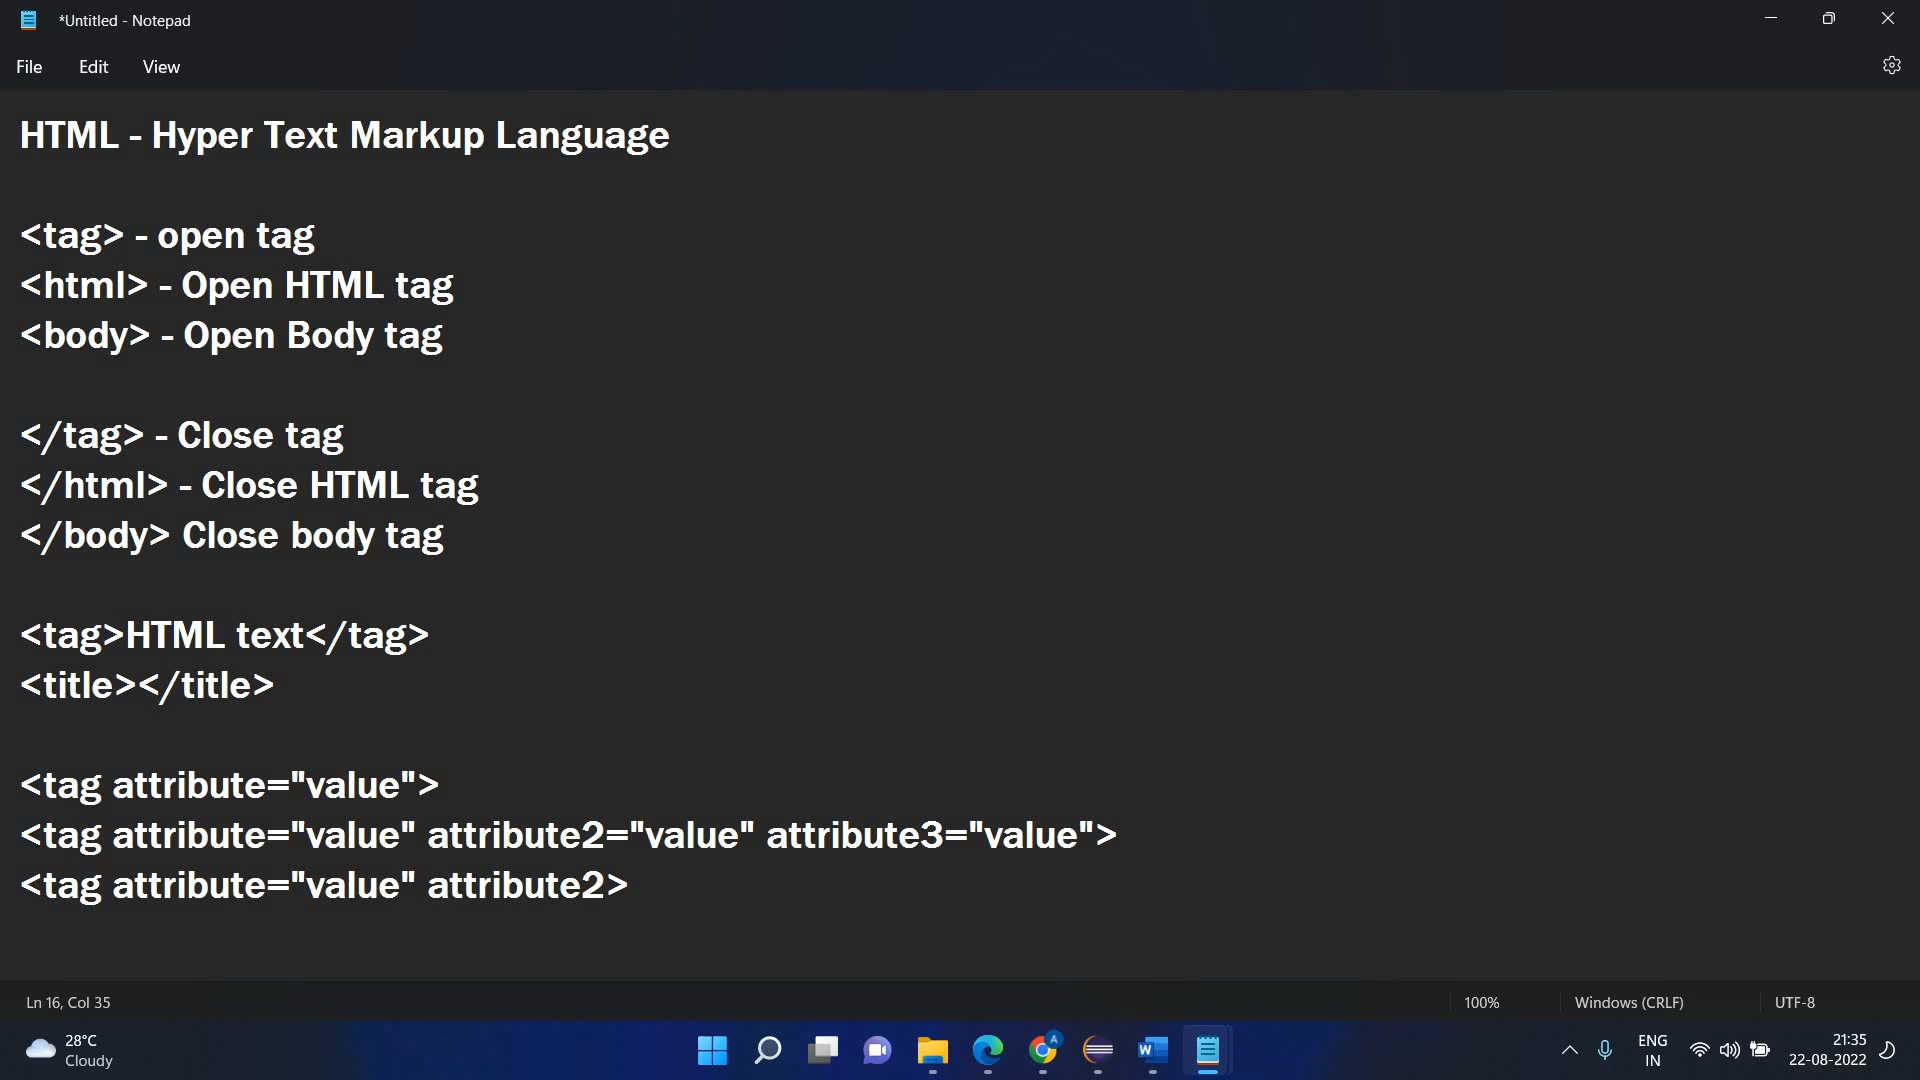 *Untitled - Notepad
File Edit View
HTML - Hyper Text Markup Language
<tag> - open tag
<html> - Open HTML tag
<body> - Open Body tag
</tag> - Close tag
</html> - Close HTML tag
</body> Close body tag
<tag>HTML text</tag>
<title></title>
<tag attribute="value">
<tag attribute="value" attribute2="value" attribute3="value">
<tag attribute="value" attribute2>
Ln 16, Col 35 100% Windows (CRLF) UTF-8
28°C
Cloudy
A
W
ENG
IN
21:35
22-08-2022